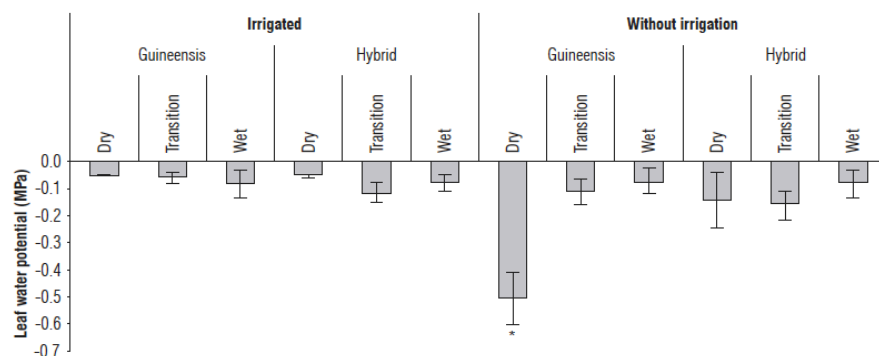 Irrigated Without irrigation
Guineensis Hybrid Guineensis Hybrid
Dry Transition Wet Dry Transition Wet Dry Transition Wet Dry Transition Wet
Leaf water potential (MPa)
0.0
-0.1
-0.2
-0.3
-0.4
-0.5
-0.6
-0.7
*